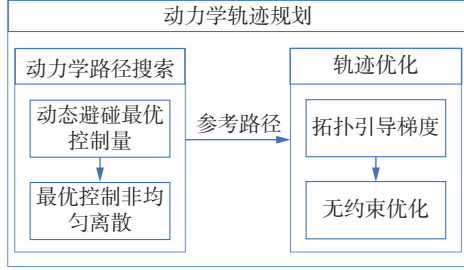 动力学轨迹规划
动力学路径搜索
动态避碰最优
控制量
最优控制非均
匀离散
参考路径
轨迹优化
拓扑引导梯度
无约束优化